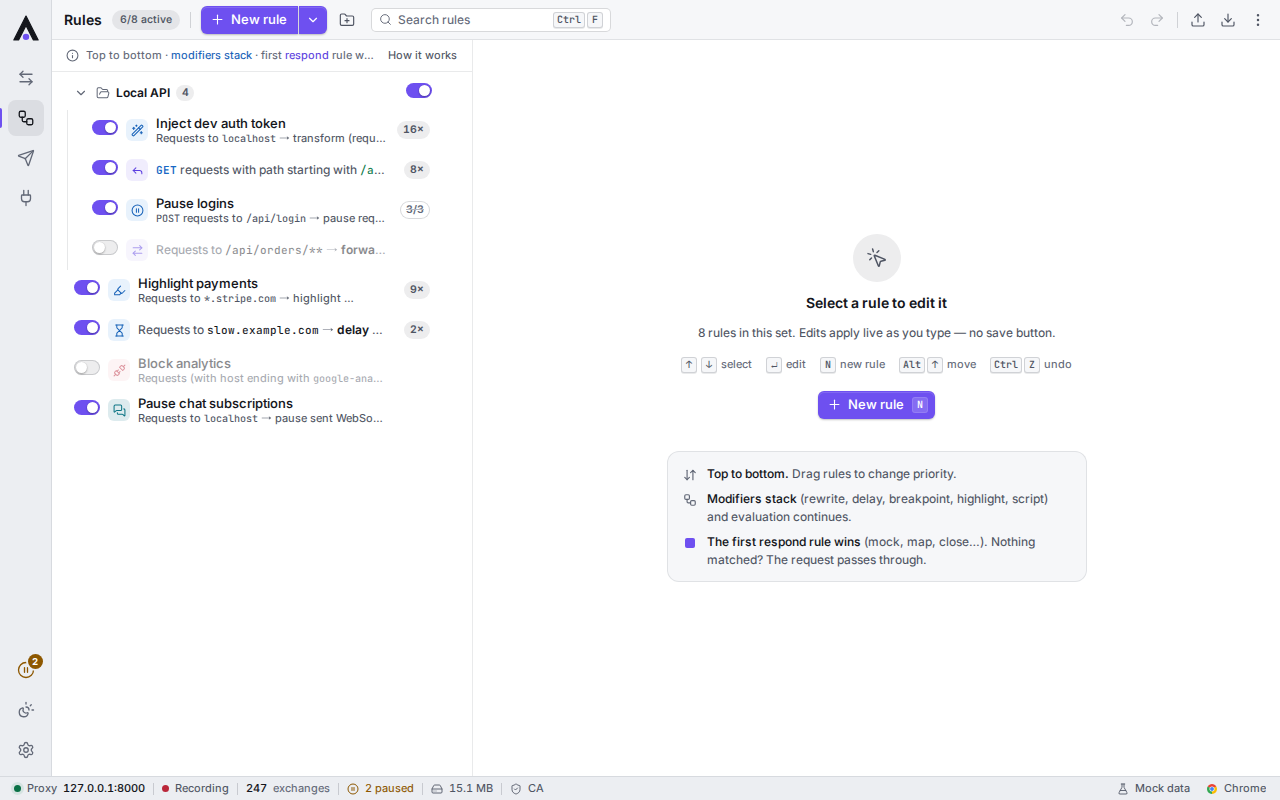 Rules 6/8 active New rule Search rules Ctrl F
Top to bottom · modifiers stack · first respond rule w... How it works
Local API 4
Inject dev auth token
Requests to localhost → transform (requ... 16×
GET requests with path starting with /a... 8×
Pause logins
POST requests to /api/login → pause req... 3/3
Requests to /api/orders/** → forwa...
Highlight payments
Requests to *.stripe.com → highlight ... 9×
Requests to slow.example.com → delay ... 2×
Block analytics
Requests (with host ending with google-ana...
Pause chat subscriptions
Requests to localhost → pause sent WebSo...
Select a rule to edit it
8 rules in this set. Edits apply live as you type — no save button.
↑ ↓ select ↵ edit N new rule Alt ↑ move Ctrl Z undo
New rule N
Top to bottom. Drag rules to change priority.
Modifiers stack (rewrite, delay, breakpoint, highlight, script)
and evaluation continues.
The first respond rule wins (mock, map, close...). Nothing
matched? The request passes through.
2
Proxy 127.0.0.1:8000 Recording 247 exchanges 2 paused 15.1 MB CA Mock data Chrome